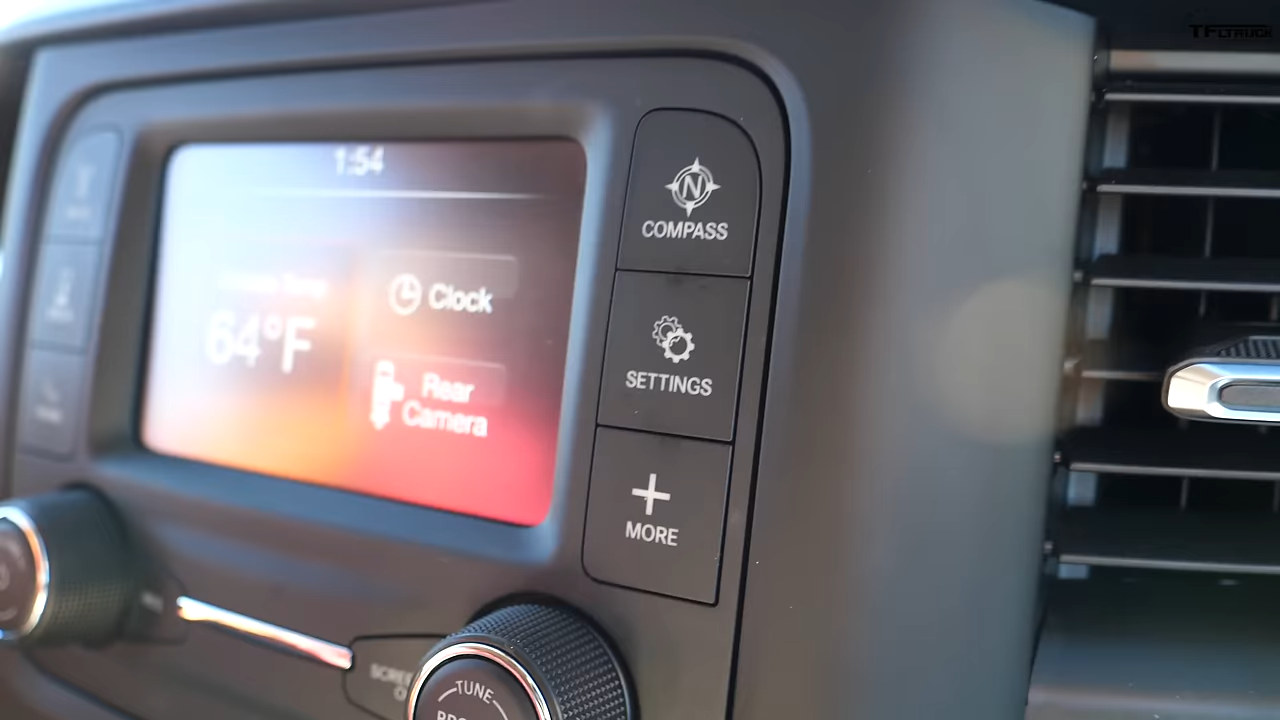 TFLTRUCK
1:54
64°F
Clock
Rear
Camera
N
COMPASS
SETTINGS
MORE
TUNE